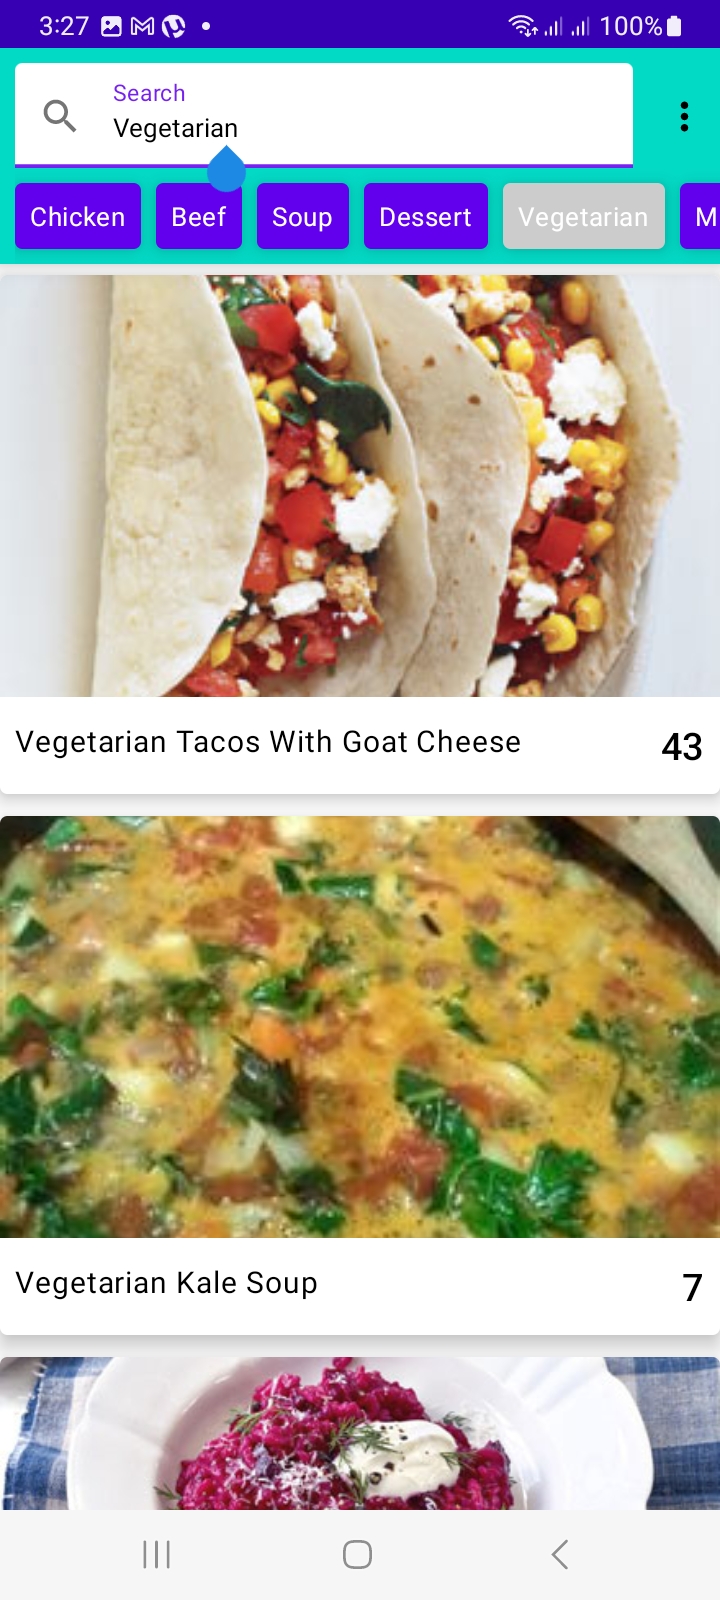 3:27
100%
Search
Vegetarian
Chicken
Beef
Soup
Dessert
Vegetarian
M
Vegetarian Tacos With Goat Cheese
43
Vegetarian Kale Soup
7